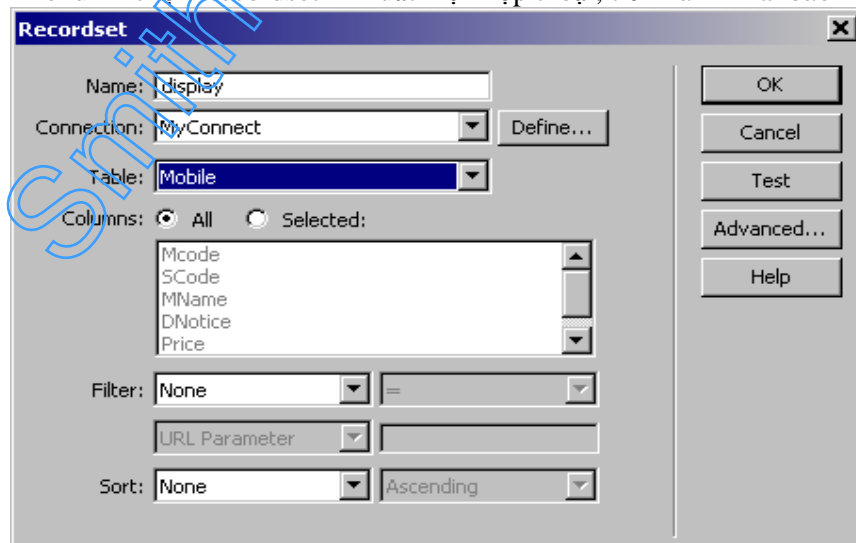 Recordset
Name: display
Connection: MyConnect Define...
Table: Mobile
Columns: All Selected:
Mcode
SCode
MName
DNotice
Price
Filter: None =
URL Parameter
Sort: None Ascending
OK
Cancel
Test
Advanced...
Help
Smith